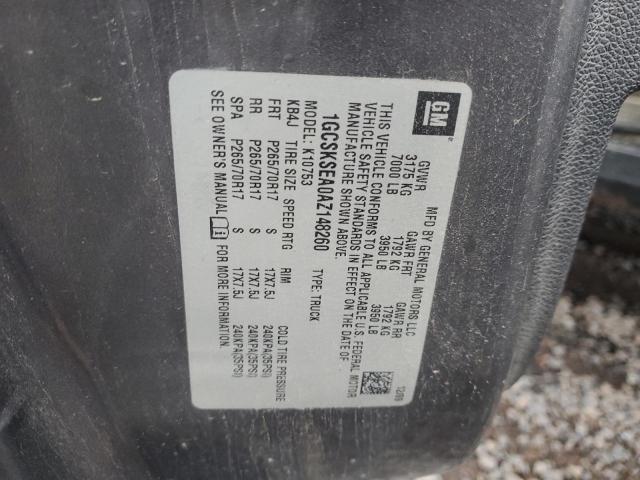 GM
MFD BY GENERAL MOTORS LLC
12/09
GVWR GAWR FRT GAWR RR
3175 KG 1792 KG 1792 KG
7000 LB 3950 LB 3950 LB
THIS VEHICLE CONFORMS TO ALL APPLICABLE U.S. FEDERAL MOTOR
VEHICLE SAFETY STANDARDS IN EFFECT ON THE DATE OF
MANUFACTURE SHOWN ABOVE.
1GCSKSEA0AZ148260 TYPE: TRUCK
MODEL: K10753
KB4J TIRE SIZE SPEED RTG RIM COLD TIRE PRESSURE
FRT P265/70R17 S 17X7.5J 240KPA(35PSI)
RR P265/70R17 S 17X7.5J 240KPA(35PSI)
SPA P265/70R17 S 17X7.5J 240KPA(35PSI)
SEE OWNER'S MANUAL FOR MORE INFORMATION.